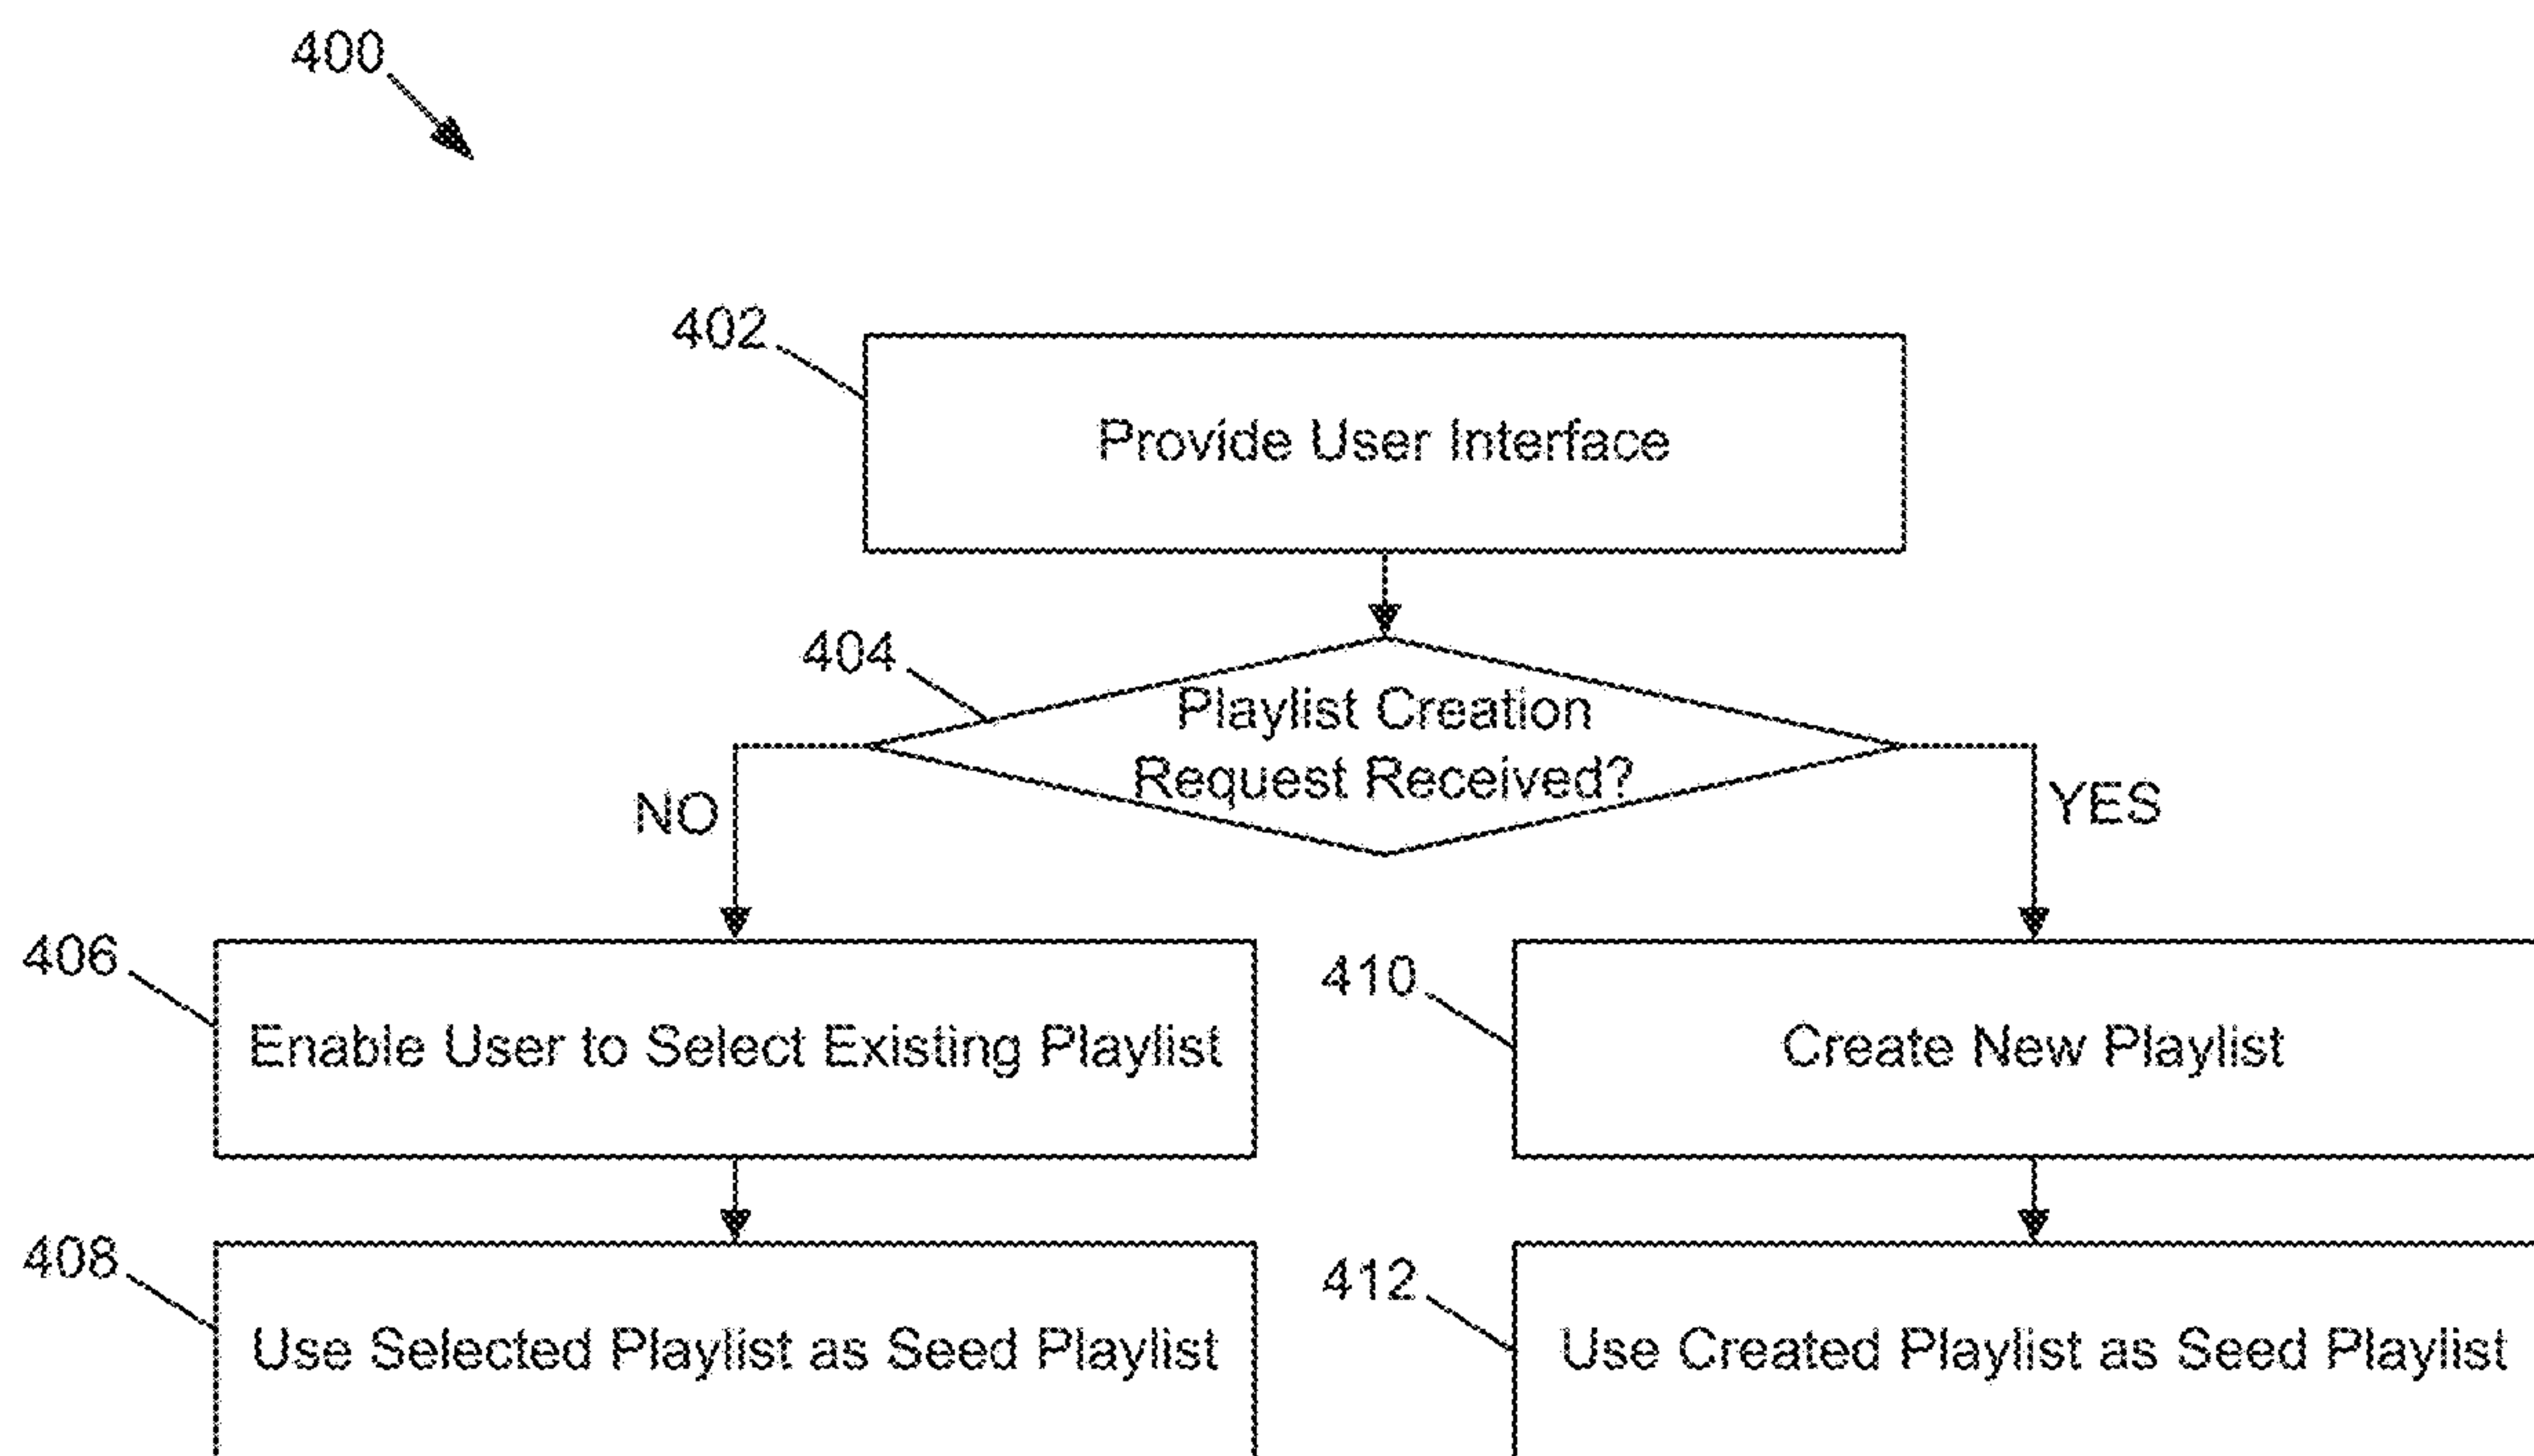 400
402
Provide User Interface
404
Playlist Creation
Request Received?
NO
YES
406
Enable User to Select Existing Playlist
410
Create New Playlist
408
Use Selected Playlist as Seed Playlist
412
Use Created Playlist as Seed Playlist